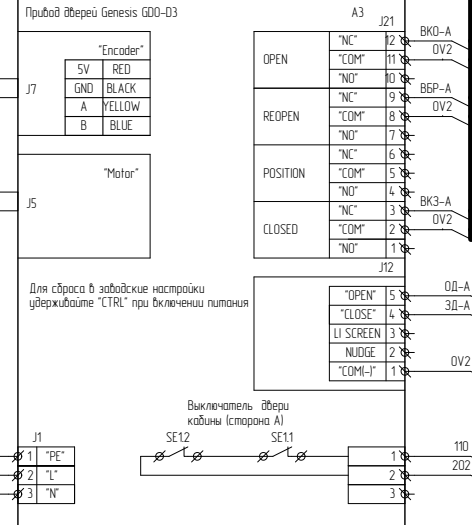 Привод дверей Genesis GDO-D3
A3
J21
"Encoder"
5V RED
GND BLACK
A YELLOW
B BLUE
J7
"Motor"
J5
OPEN
"NC" 12 ВКО-А
"COM" 11 0V2
"NO" 10
REOPEN
"NC" 9 ВБР-А
"COM" 8 0V2
"NO" 7
POSITION
"NC" 6
"COM" 5
"NO" 4
CLOSED
"NC" 3 ВКЗ-А
"COM" 2 0V2
"NO" 1
J12
"OPEN" 5 ОД-А
"CLOSE" 4 ЗД-А
LI SCREEN 3
NUDGE 2
"COM(-)" 1 0V2
Для сброса в заводские настройки
удерживайте "CTRL" при включении питания
Выключатель двери
кабины (сторона А)
SE1.2 SE1.1
J1
1 "PE"
2 "L"
3 "N"
1 110
2 202
3